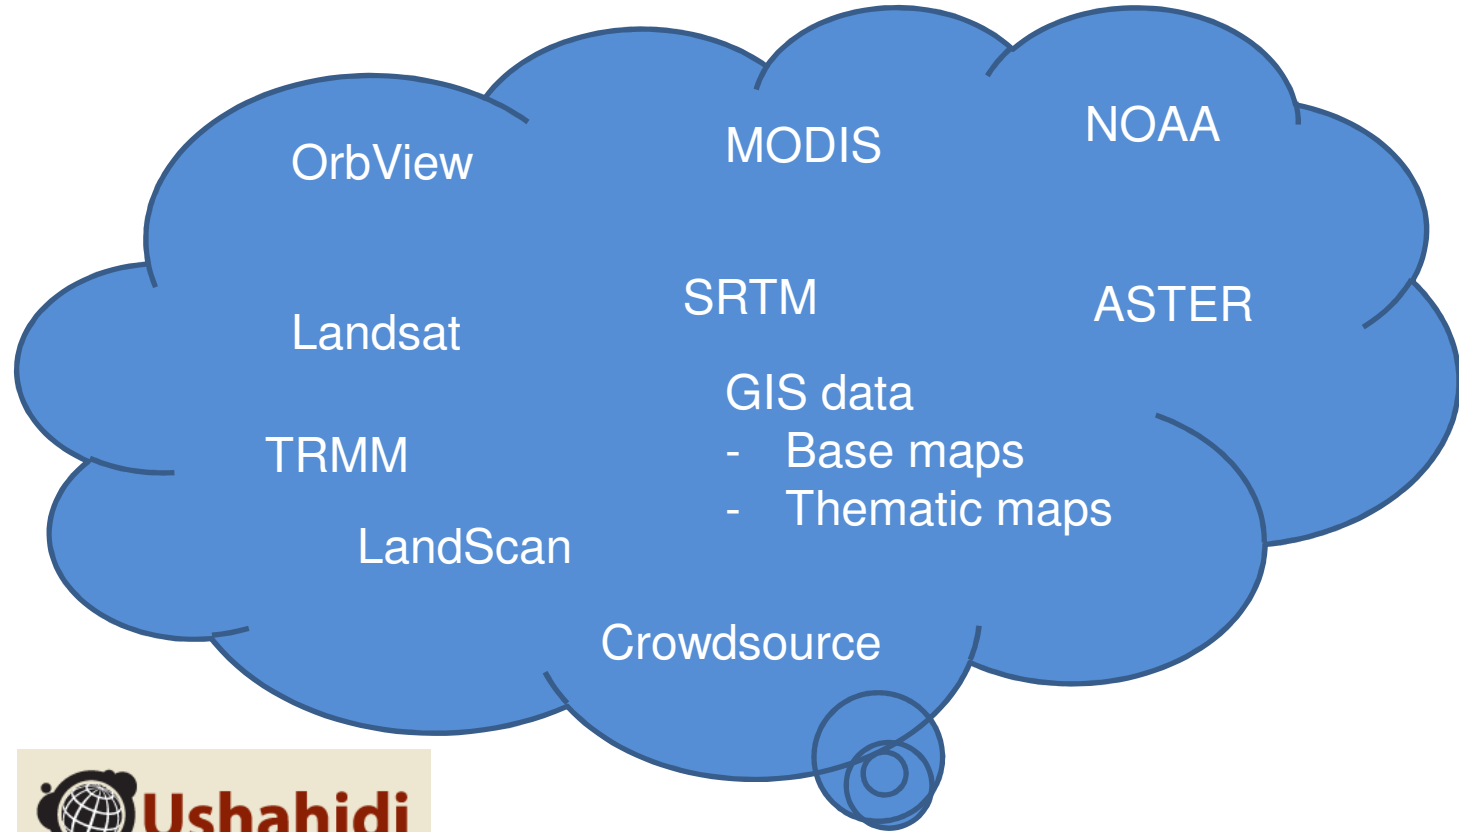 OrbView
MODIS
NOAA
Landsat
SRTM
ASTER
GIS data
- Base maps
- Thematic maps
TRMM
LandScan
Crowdsource
Ushahidi